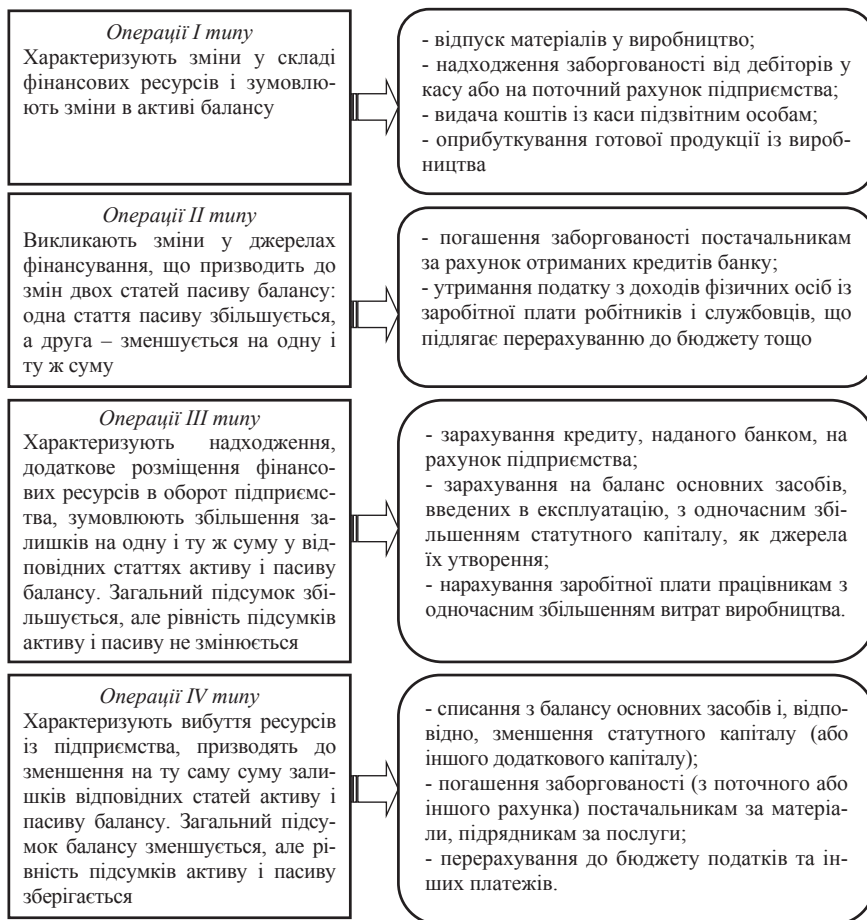 Операції I типу
Характеризують зміни у складі
фінансових ресурсів і зумовлю-
ють зміни в активі балансу
- відпуск матеріалів у виробництво;
- надходження заборгованості від дебіторів у
касу або на поточний рахунок підприємства;
- видача коштів із каси підзвітним особам;
- оприбуткування готової продукції із вироб-
ництва
Операції II типу
Викликають зміни у джерелах
фінансування, що призводить до
змін двох статей пасиву балансу:
одна стаття пасиву збільшується,
а друга – зменшується на одну і
ту ж суму
- погашення заборгованості постачальникам
за рахунок отриманих кредитів банку;
- утримання податку з доходів фізичних осіб із
заробітної плати робітників і службовців, що
підлягає перерахуванню до бюджету тощо
Операції III типу
Характеризують надходження,
додаткове розміщення фінансо-
вих ресурсів в оборот підприємс-
тва, зумовлюють збільшення за-
лишків на одну і ту ж суму у від-
повідних статтях активу і пасиву
балансу. Загальний підсумок збі-
льшується, але рівність підсумків
активу і пасиву не змінюється
- зарахування кредиту, наданого банком, на
рахунок підприємства;
- зарахування на баланс основних засобів,
введених в експлуатацію, з одночасним збі-
льшенням статутного капіталу, як джерела
їх утворення;
- нарахування заробітної плати працівникам з
одночасним збільшенням витрат виробництва.
Операції IV типу
Характеризують вибуття ресурсів
із підприємства, призводять до
зменшення на ту саму суму зали-
шків відповідних статей активу і
пасиву балансу. Загальний підсу-
мок балансу зменшується, але рі-
вність підсумків активу і пасиву
зберігається
- списання з балансу основних засобів і, відпо-
відно, зменшення статутного капіталу (або
іншого додаткового капіталу);
- погашення заборгованості (з поточного або
іншого рахунка) постачальникам за матеріа-
ли, підрядникам за послуги;
- перерахування до бюджету податків та ін-
ших платежів.